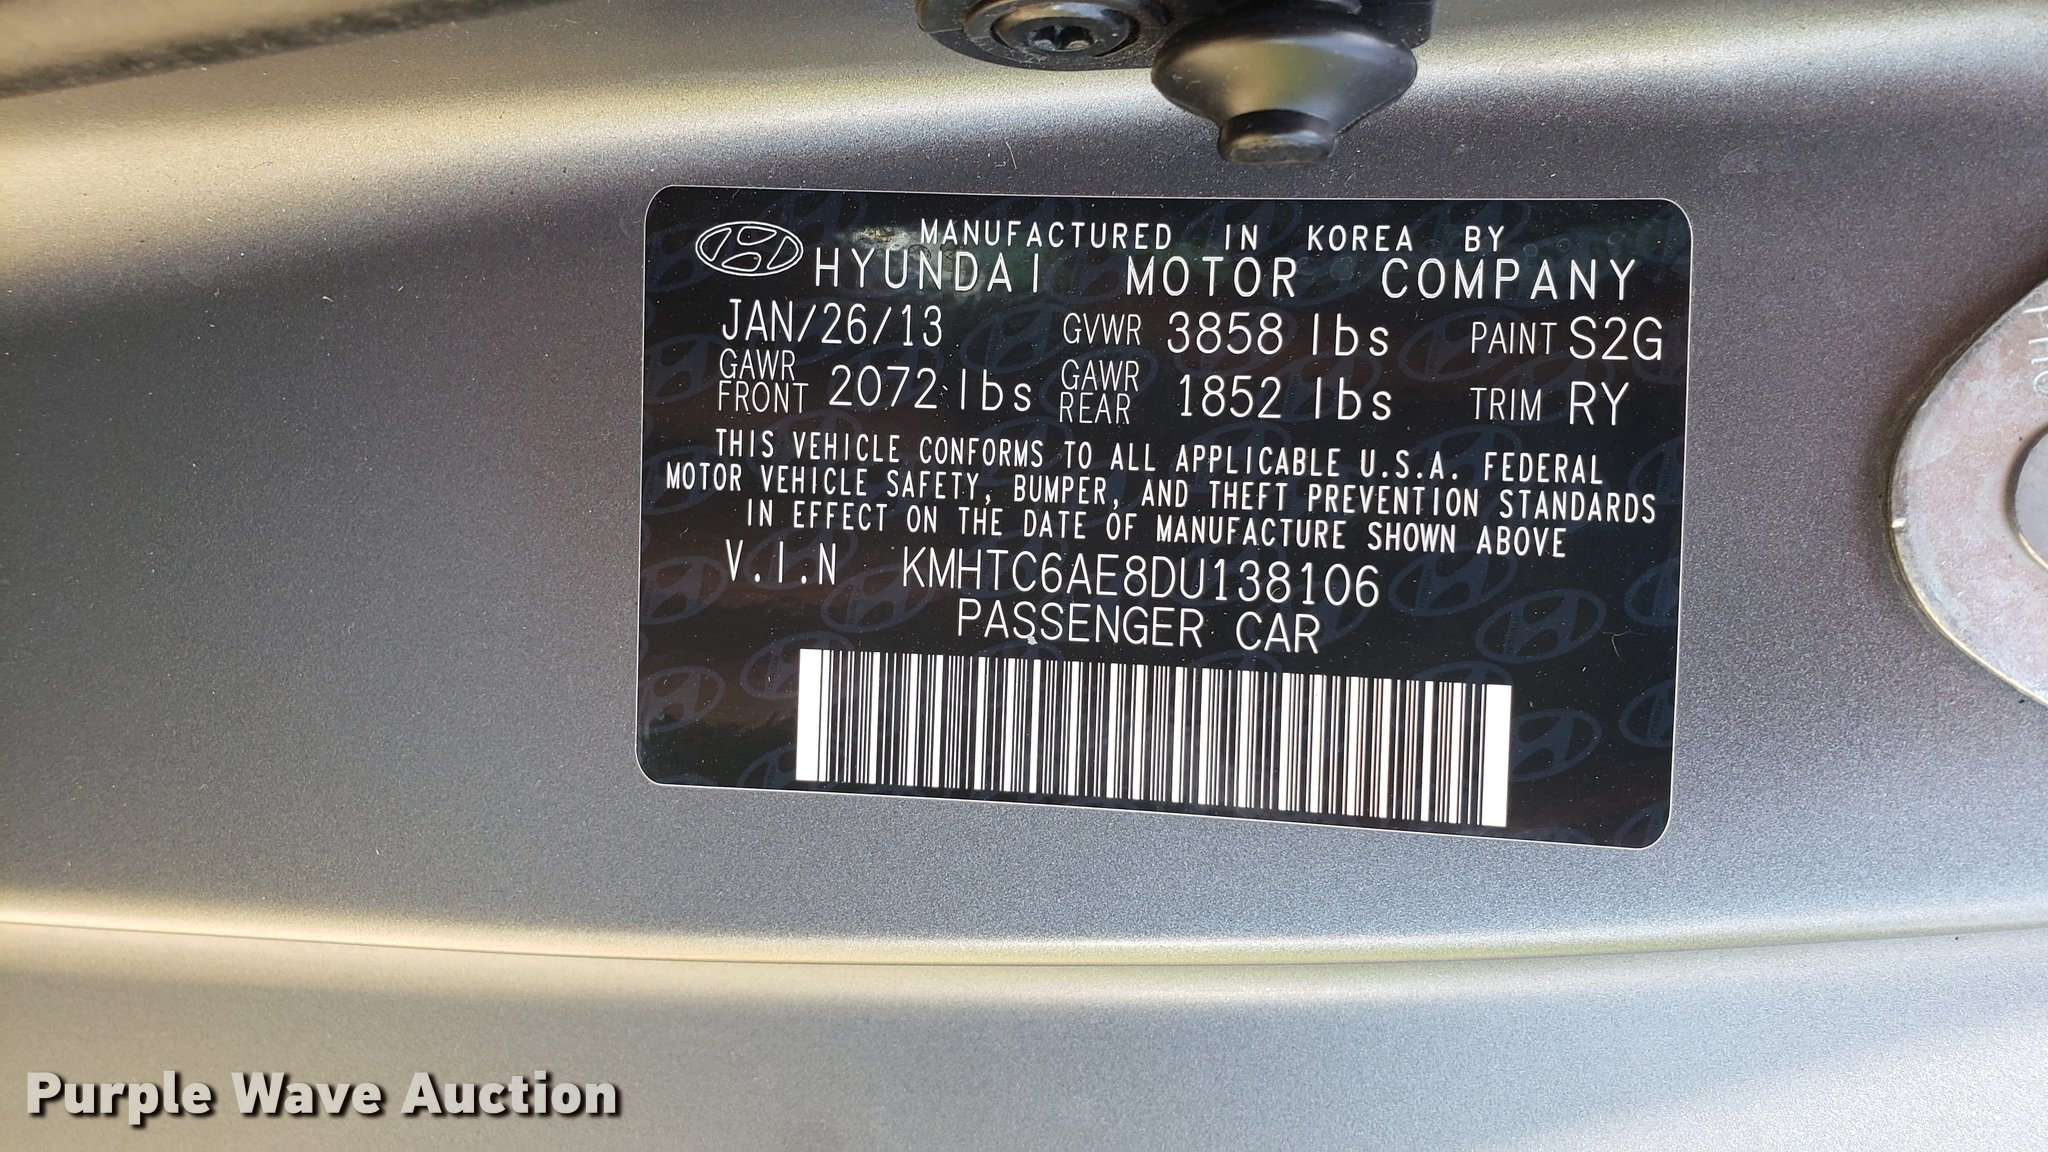 MANUFACTURED IN KOREA BY
HYUNDAI MOTOR COMPANY
JAN/26/13 GVWR 3858 lbs PAINT S2G
GAWR FRONT 2072 lbs GAWR REAR 1852 lbs TRIM RY
THIS VEHICLE CONFORMS TO ALL APPLICABLE U.S.A. FEDERAL
MOTOR VEHICLE SAFETY, BUMPER, AND THEFT PREVENTION STANDARDS
IN EFFECT ON THE DATE OF MANUFACTURE SHOWN ABOVE
V.I.N KMHTC6AE8DU138106
PASSENGER CAR
Purple Wave Auction